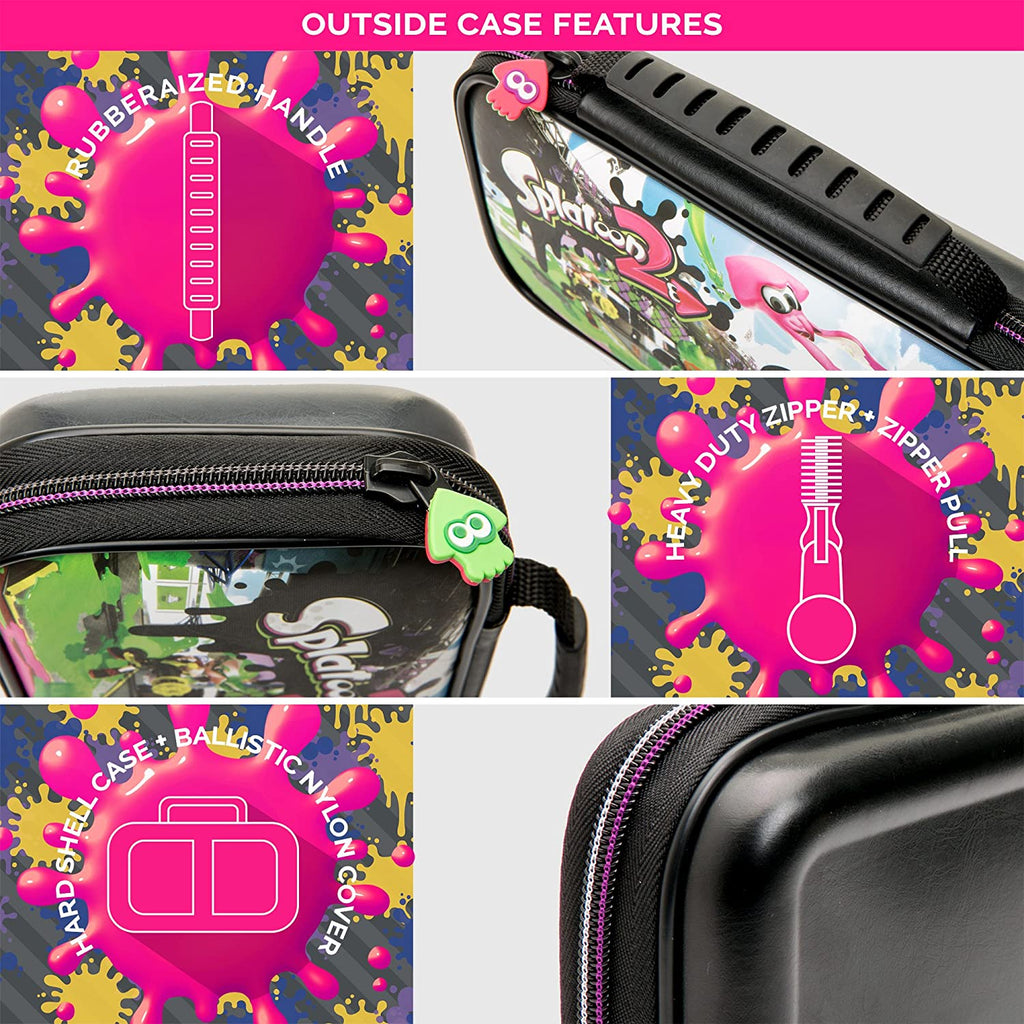 OUTSIDE CASE FEATURES
RUBBERAIZED HANDLE
Splatoon
2
HEAVY DUTY ZIPPER + ZIPPER PULL
Splatoon
HARD SHELL CASE + BALLISTIC NYLON COVER